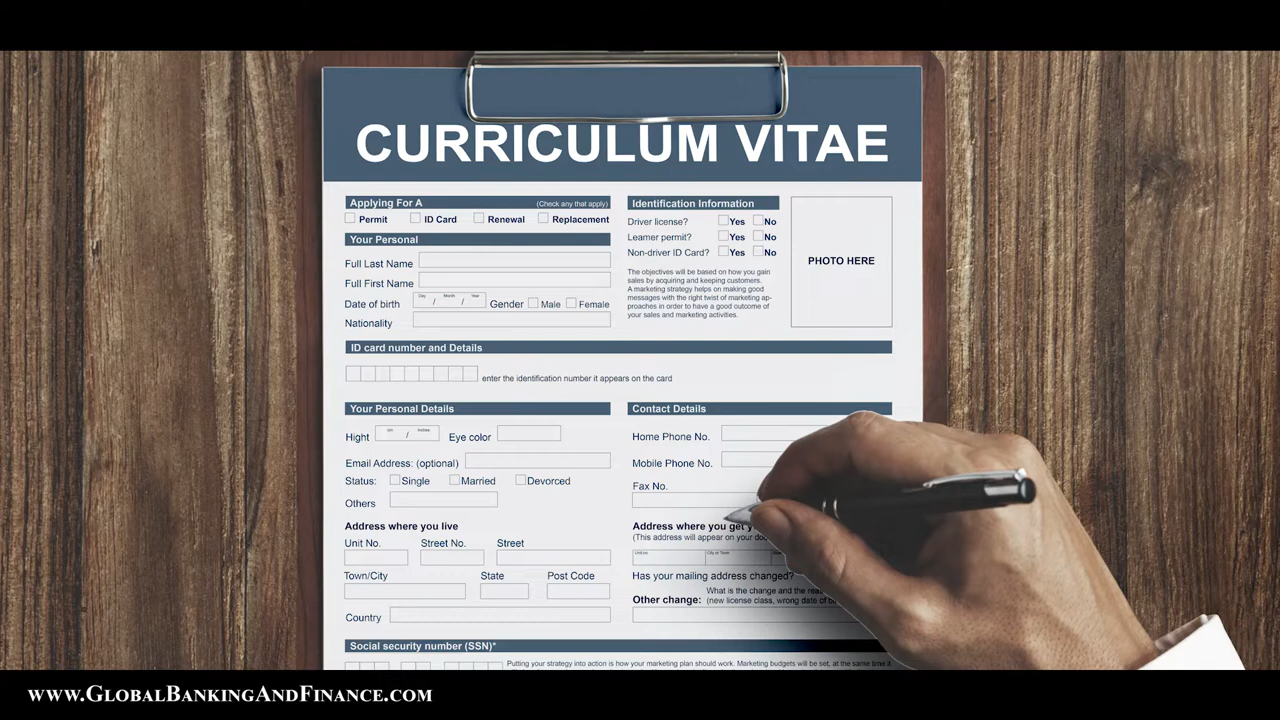 CURRICULUM VITAE
Applying For A (Check any that apply)
Permit ID Card Renewal Replacement
Your Personal
Full Last Name
Full First Name
Date of birth Day / Month / Year Gender Male Female
Nationality
Identification Information
Driver license? Yes No
Learner permit? Yes No
Non-driver ID Card? Yes No
The objectives will be based on how you gain
sales by acquiring and keeping customers.
A marketing strategy helps on making good
messages with the right twist of marketing ap-
proaches in order to have a good outcome of
your sales and marketing activities.
PHOTO HERE
ID card number and Details
enter the identification number it appears on the card
Your Personal Details
Hight / Inches Eye color
Email Address: (optional)
Status: Single Married Devorced
Others
Address where you live
Unit No. Street No. Street
Town/City State Post Code
Country
Contact Details
Home Phone No.
Mobile Phone No.
Fax No.
Address where you get
(This address will appear on your
Unit no City or Town
Has your mailing address changed?
Other change: What is the change and the
(new license class, wrong date of
Social security number (SSN)*
Putting your strategy into action is how your marketing plan should work. Marketing budgets will be set, at the same time it
www.GlobalBankingAndFinance.com